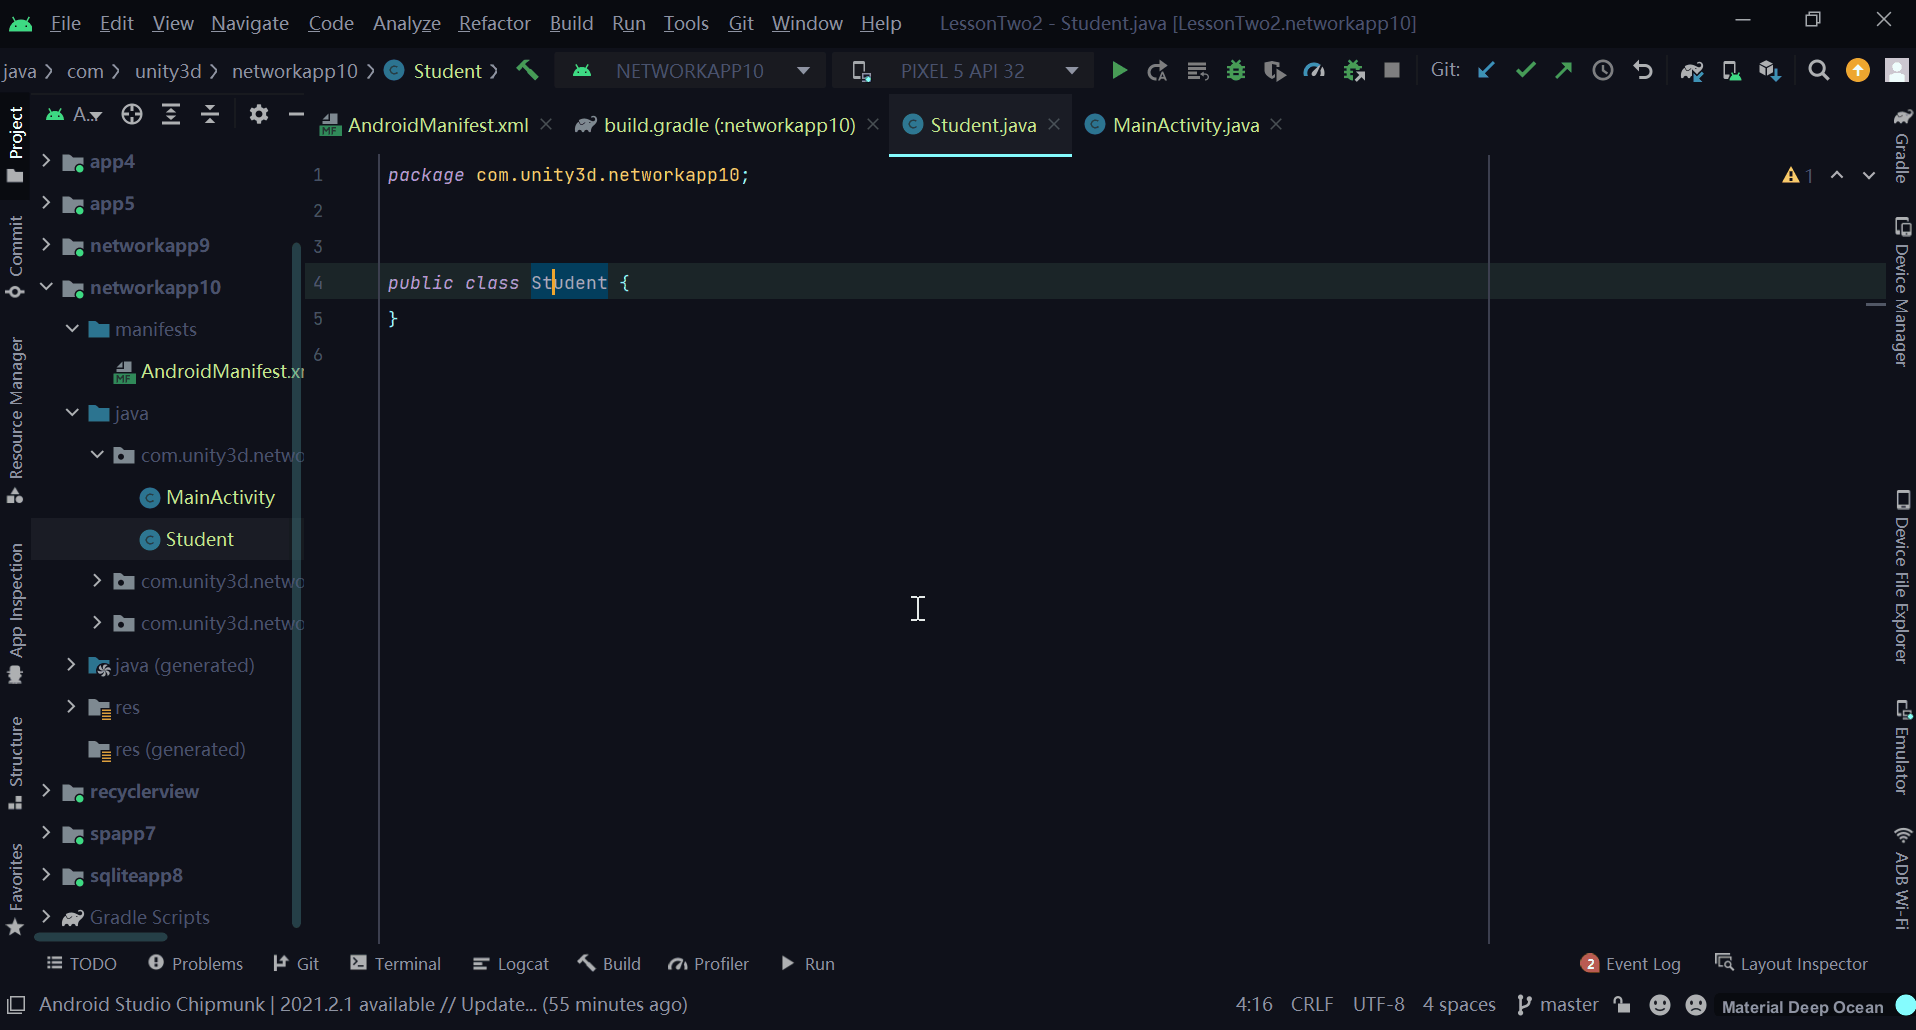 File Edit View Navigate Code Analyze Refactor Build Run Tools Git Window Help LessonTwo2 - Student.java [LessonTwo2.networkapp10]
java com unity3d networkapp10 C Student NETWORKAPP10 PIXEL 5 API 32 Git:
Project
Commit
Resource Manager
App Inspection
Structure
Favorites
A..
app4
app5
networkapp9
networkapp10
manifests
MF AndroidManifest.xr
java
com.unity3d.netwo
C MainActivity
C Student
com.unity3d.netwo
com.unity3d.netwo
java (generated)
res
res (generated)
recyclerview
spapp7
sqliteapp8
Gradle Scripts
MF AndroidManifest.xml build.gradle (:networkapp10) C Student.java C MainActivity.java
1 package com.unity3d.networkapp10;
2
3
4 public class Student {
5 }
6
1
Gradle
Device Manager
Device File Explorer
Emulator
ADB Wi-Fi
TODO Problems Git Terminal Logcat Build Profiler Run 2 Event Log Layout Inspector
Android Studio Chipmunk | 2021.2.1 available // Update... (55 minutes ago) 4:16 CRLF UTF-8 4 spaces master Material Deep Ocean